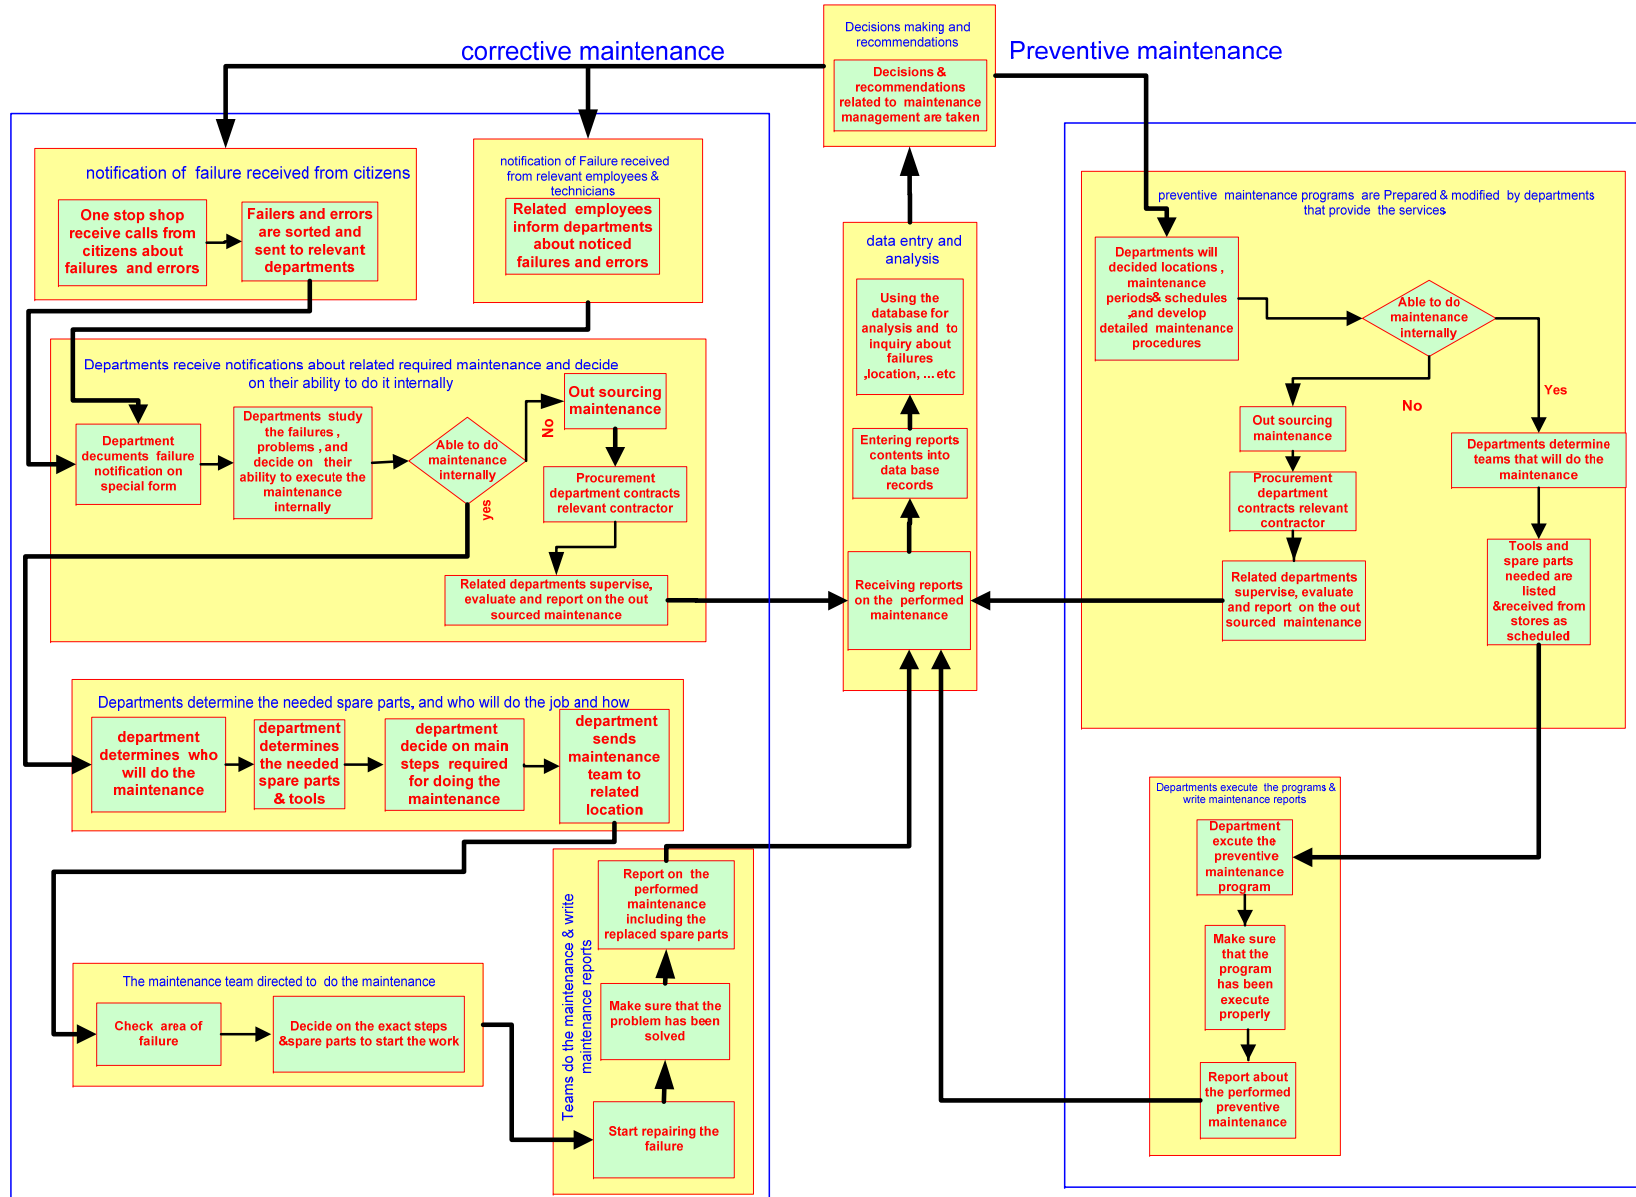 corrective maintenance
Decisions making and
recommendations
Decisions &
recommendations
related to maintenance
management are taken
Preventive maintenance
notification of failure received from citizens
One stop shop
receive calls from
citizens about
failures and errors
Failers and errors
are sorted and
sent to relevant
departments
notification of Failure received
from relevant employees &
technicians
Related employees
inform departments
about noticed
failures and errors
Departments receive notifications about related required maintenance and decide
on their ability to do it internally
Department
decuments failure
notification on
special form
Departments study
the failures ,
problems , and
decide on their
ability to execute the
maintenance
internally
Able to do
maintenance
internally
No
yes
Out sourcing
maintenance
Procurement
department contracts
relevant contractor
Related departments supervise,
evaluate and report on the out
sourced maintenance
Departments determine the needed spare parts, and who will do the job and how
department
determines who
will do the
maintenance
department
determines
the needed
spare parts
& tools
department
decide on main
steps required
for doing the
maintenance
department
sends
maintenance
team to
related
location
The maintenance team directed to do the maintenance
Check area of
failure
Decide on the exact steps
&spare parts to start the work
Teams do the maintenance & write
maintenance reports
Report on the
performed
maintenance
including the
replaced spare parts
Make sure that the
problem has been
solved
Start repairing the
failure
data entry and
analysis
Using the
database for
analysis and to
inquiry about
failures
,location, ... etc
Entering reports
contents into
data base
records
Receiving reports
on the performed
maintenance
preventive maintenance programs are Prepared & modified by departments
that provide the services
Departments will
decided locations ,
maintenance
periods& schedules
,and develop
detailed maintenance
procedures
Able to do
maintenance
internally
Yes
No
Out sourcing
maintenance
Procurement
department
contracts relevant
contractor
Related departments
supervise, evaluate
and report on the out
sourced maintenance
Departments determine
teams that will do the
maintenance
Tools and
spare parts
needed are
listed
&received from
stores as
scheduled
Departments execute the programs &
write maintenance reports
Department
excute the
preventive
maintenance
program
Make sure
that the
program
has been
execute
properly
Report about
the performed
preventive
maintenance